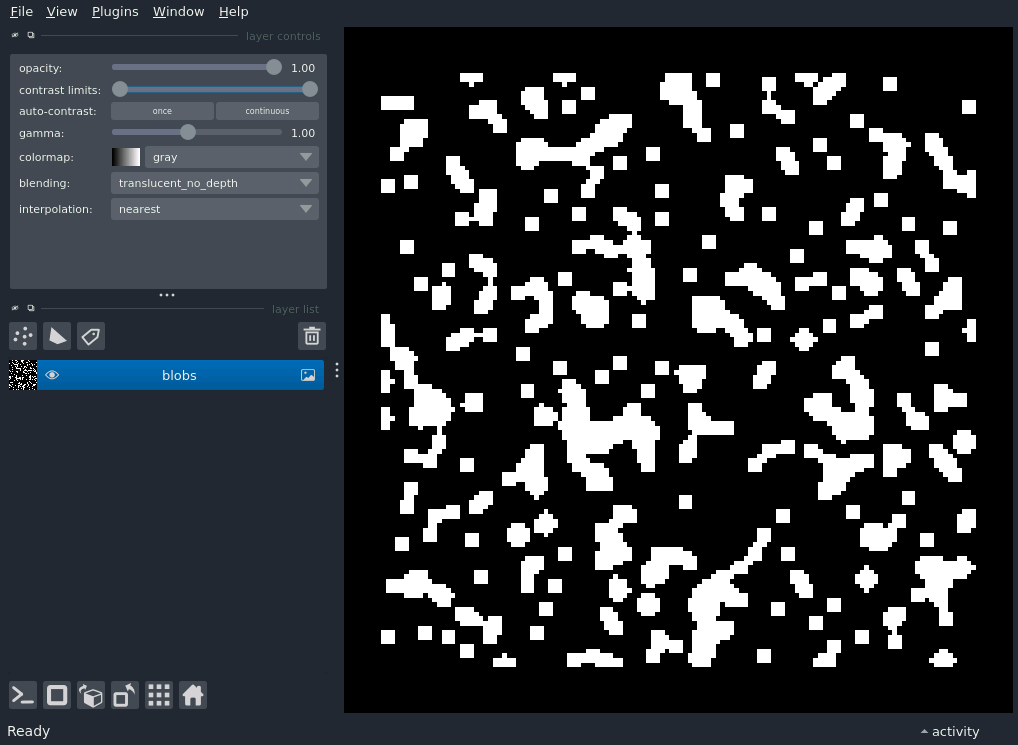 File View Plugins Window Help
layer controls
opacity: 1.00
contrast limits:
auto-contrast: once continuous
gamma: 1.00
colormap: gray
blending: translucent_no_depth
interpolation: nearest
layer list
blobs
Ready
activity